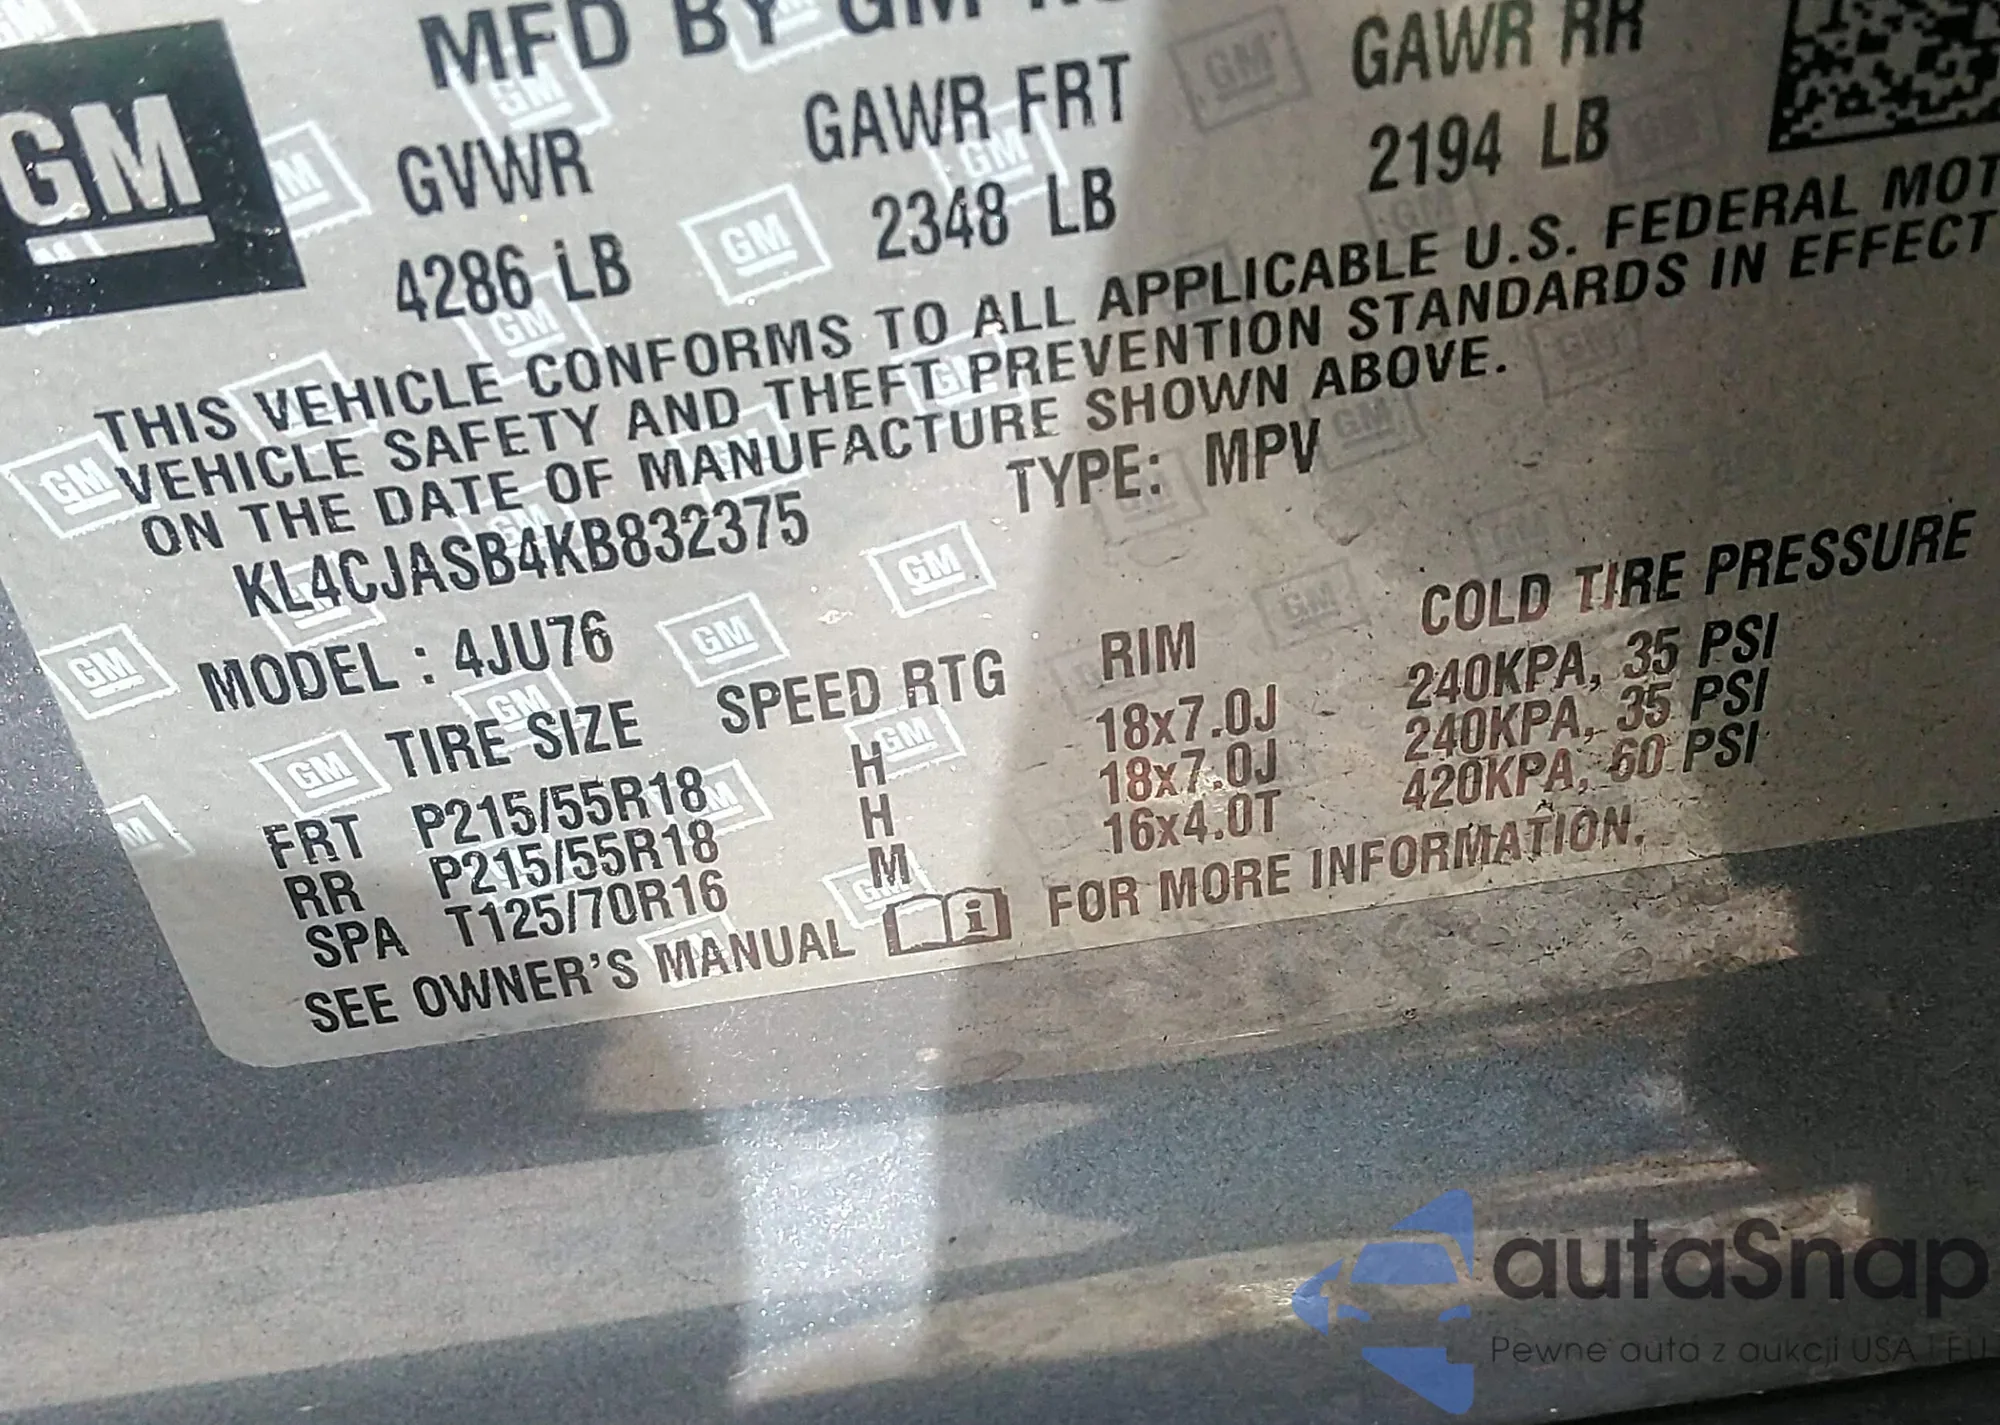 GM
MFD BY GM
GVWR GAWR FRT GAWR RR
4286 LB 2348 LB 2194 LB
THIS VEHICLE CONFORMS TO ALL APPLICABLE U.S. FEDERAL MOT
VEHICLE SAFETY AND THEFT PREVENTION STANDARDS IN EFFECT
ON THE DATE OF MANUFACTURE SHOWN ABOVE.
KL4CJASB4KB832375 TYPE: MPV
MODEL : 4JU76
TIRE SIZE SPEED RTG RIM COLD TIRE PRESSURE
FRT P215/55R18 H 18x7.0J 240KPA, 35 PSI
RR P215/55R18 H 18x7.0J 240KPA, 35 PSI
SPA T125/70R16 M 16x4.0T 420KPA, 60 PSI
SEE OWNER'S MANUAL FOR MORE INFORMATION.
autaSnap
Pewne auta z aukcji USA i EU